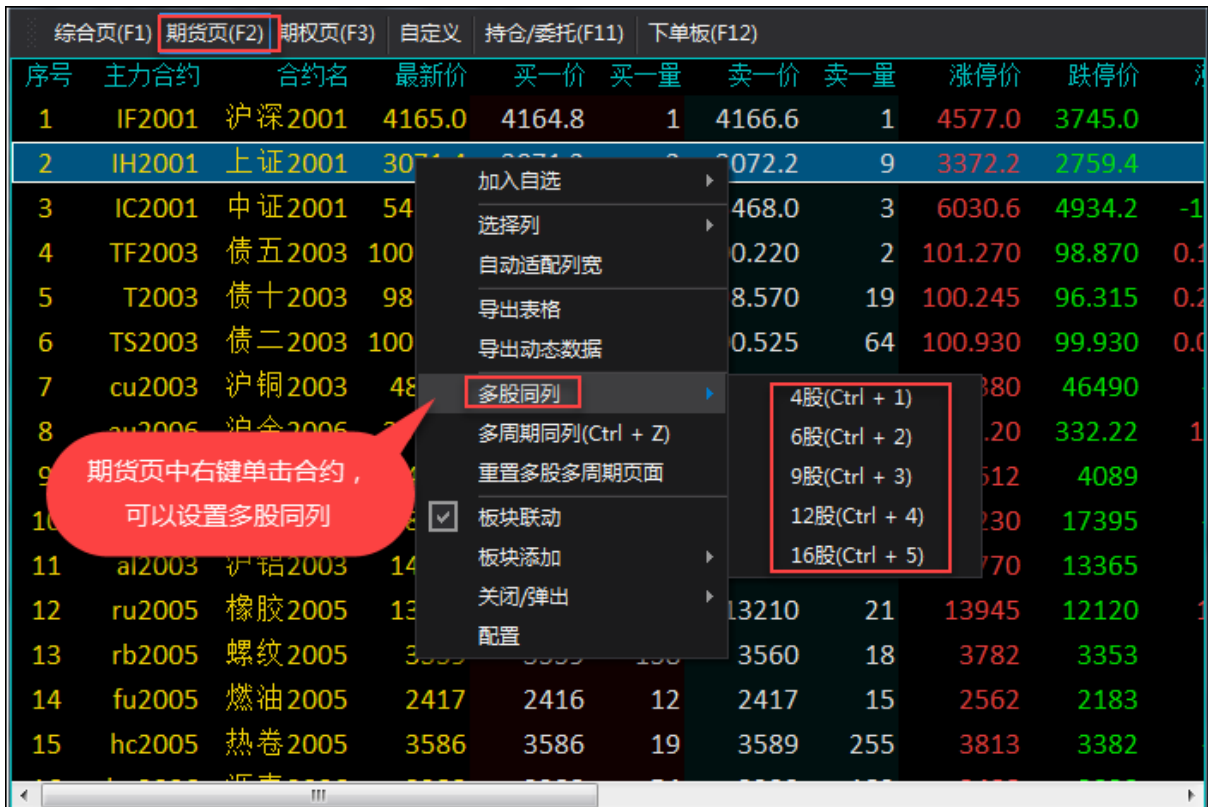 综合页(F1) 期货页(F2) 期权页(F3) 自定义 持仓/委托(F11) 下单板(F12)
序号 主力合约 合约名 最新价 买一价 买一量 卖一价 卖一量 涨停价 跌停价
1 IF2001 沪深2001 4165.0 4164.8 1 4166.6 1 4577.0 3745.0
2 IH2001 上证2001 9 3372.2 2759.4
3 IC2001 中证2001 3 6030.6 4934.2
4 TF2003 债五2003 2 101.270 98.870
5 T2003 债十2003 19 100.245 96.315
6 TS2003 债二2003 64 100.930 99.930
7 cu2003 沪铜2003 46490
8 332.22
4089
17395
11 al2003 沪铝2003 13365
12 ru2005 橡胶2005 13210 21 13945 12120
13 rb2005 螺纹2005 3560 18 3782 3353
14 fu2005 燃油2005 2417 2416 12 2417 15 2562 2183
15 hc2005 热卷2005 3586 3586 19 3589 255 3813 3382
加入自选
选择列
自动适配列宽
导出表格
导出动态数据
多股同列
多周期同列(Ctrl + Z)
重置多股多周期页面
板块联动
板块添加
关闭/弹出
配置
4股(Ctrl + 1)
6股(Ctrl + 2)
9股(Ctrl + 3)
12股(Ctrl + 4)
16股(Ctrl + 5)
期货页中右键单击合约，
可以设置多股同列